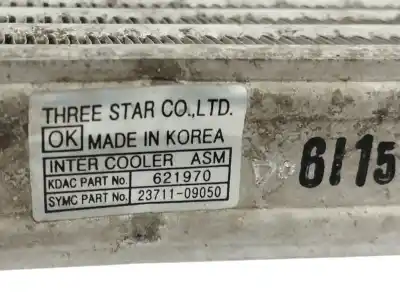 THREE STAR CO.,LTD.
OK MADE IN KOREA
INTER COOLER ASM
KDAC PART No. 621970
SYMC PART No. 23711-09050
6I15